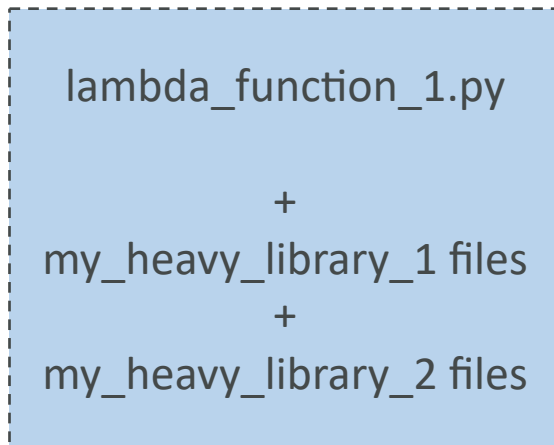 lambda_function_1.py
+
my_heavy_library_1 files
+
my_heavy_library_2 files